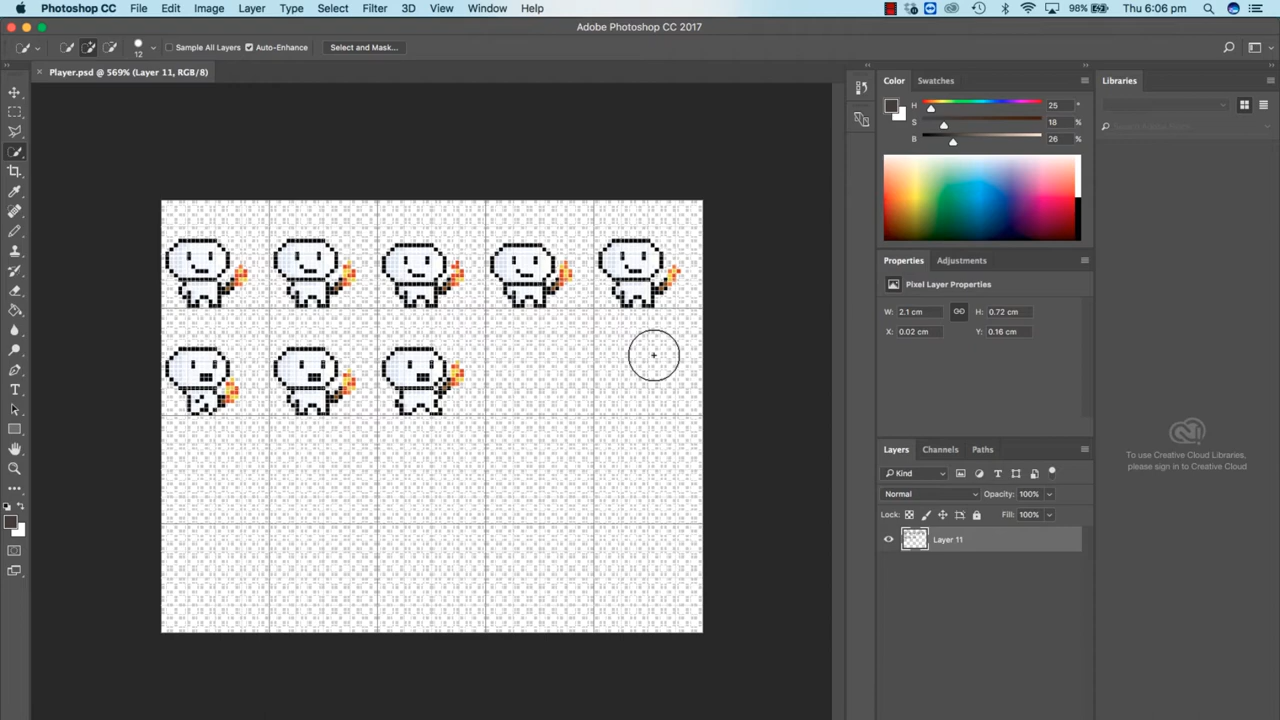 Photoshop CC File Edit Image Layer Type Select Filter 3D View Window Help 98% Thu 6:06 pm
Adobe Photoshop CC 2017
12 Sample All Layers Auto-Enhance Select and Mask...
Player.psd @ 569% (Layer 11, RGB/8)
Color Swatches
H 25 °
S 18 %
B 26 %
Properties Adjustments
Pixel Layer Properties
W: 2.1 cm H: 0.72 cm
X: 0.02 cm Y: 0.16 cm
Layers Channels Paths
Kind
Normal Opacity: 100%
Lock: Fill: 100%
Layer 11
Libraries
To use Creative Cloud Libraries,
please sign in to Creative Cloud